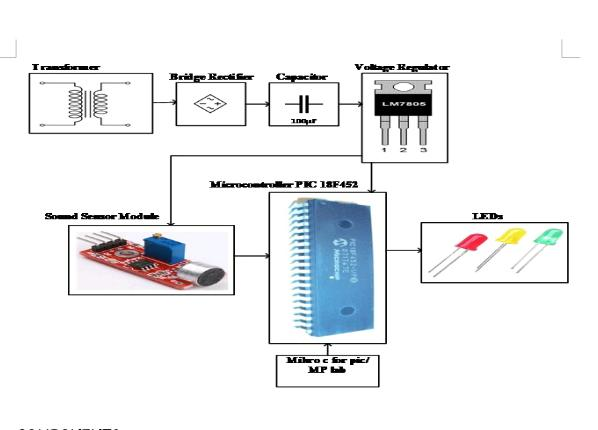 Transformer
Bridge Rectifier
Capacitor
Voltage Regulator
100µF
LM7805
1 2 3
Microcontroller PIC 18F452
Sound Sensor Module
LEDs
MICROCHIP
Mikro c for pic/
MP lab